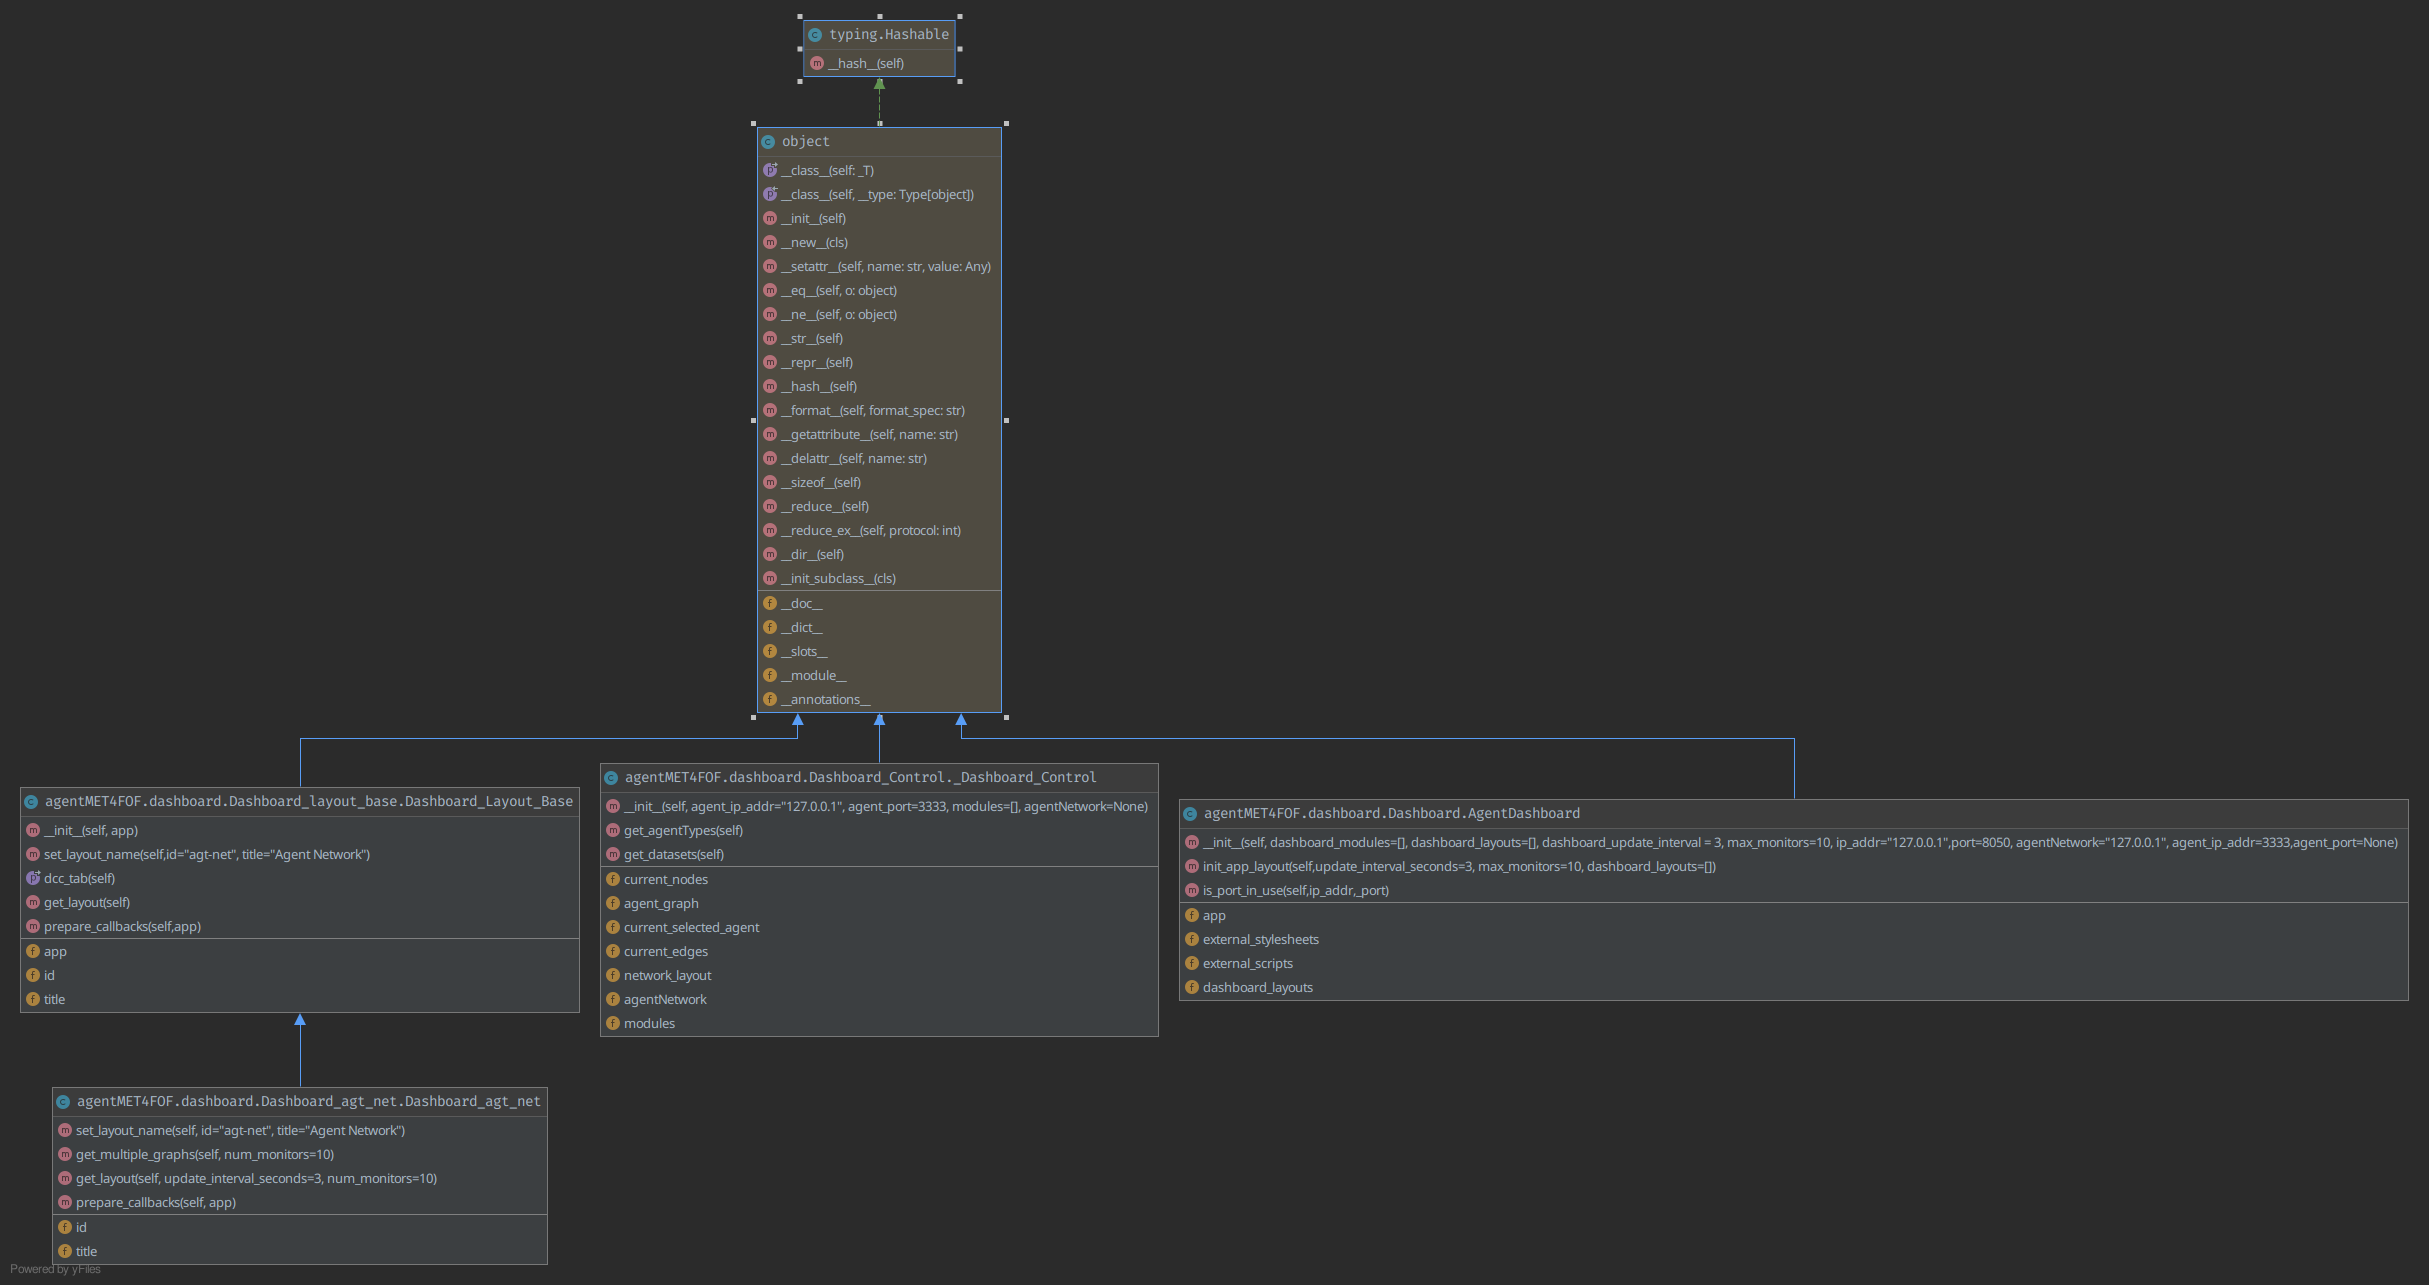 typing.Hashable
__hash__(self)
object
__class__(self: _T)
__class__(self, __type: Type[object])
__init__(self)
__new__(cls)
__setattr__(self, name: str, value: Any)
__eq__(self, o: object)
__ne__(self, o: object)
__str__(self)
__repr__(self)
__hash__(self)
__format__(self, format_spec: str)
__getattribute__(self, name: str)
__delattr__(self, name: str)
__sizeof__(self)
__reduce__(self)
__reduce_ex__(self, protocol: int)
__dir__(self)
__init_subclass__(cls)
__doc__
__dict__
__slots__
__module__
__annotations__
agentMET4FOF.dashboard.Dashboard_layout_base.Dashboard_Layout_Base
__init__(self, app)
set_layout_name(self,id="agt-net", title="Agent Network")
dcc_tab(self)
get_layout(self)
prepare_callbacks(self,app)
app
id
title
agentMET4FOF.dashboard.Dashboard_Control._Dashboard_Control
__init__(self, agent_ip_addr="127.0.0.1", agent_port=3333, modules=[], agentNetwork=None)
get_agentTypes(self)
get_datasets(self)
current_nodes
agent_graph
current_selected_agent
current_edges
network_layout
agentNetwork
modules
agentMET4FOF.dashboard.Dashboard.AgentDashboard
__init__(self, dashboard_modules=[], dashboard_layouts=[], dashboard_update_interval = 3, max_monitors=10, ip_addr="127.0.0.1",port=8050, agentNetwork="127.0.0.1", agent_ip_addr=3333,agent_port=None)
init_app_layout(self,update_interval_seconds=3, max_monitors=10, dashboard_layouts=[])
is_port_in_use(self,ip_addr,_port)
app
external_stylesheets
external_scripts
dashboard_layouts
agentMET4FOF.dashboard.Dashboard_agt_net.Dashboard_agt_net
set_layout_name(self, id="agt-net", title="Agent Network")
get_multiple_graphs(self, num_monitors=10)
get_layout(self, update_interval_seconds=3, num_monitors=10)
prepare_callbacks(self, app)
id
title
Powered by yFiles